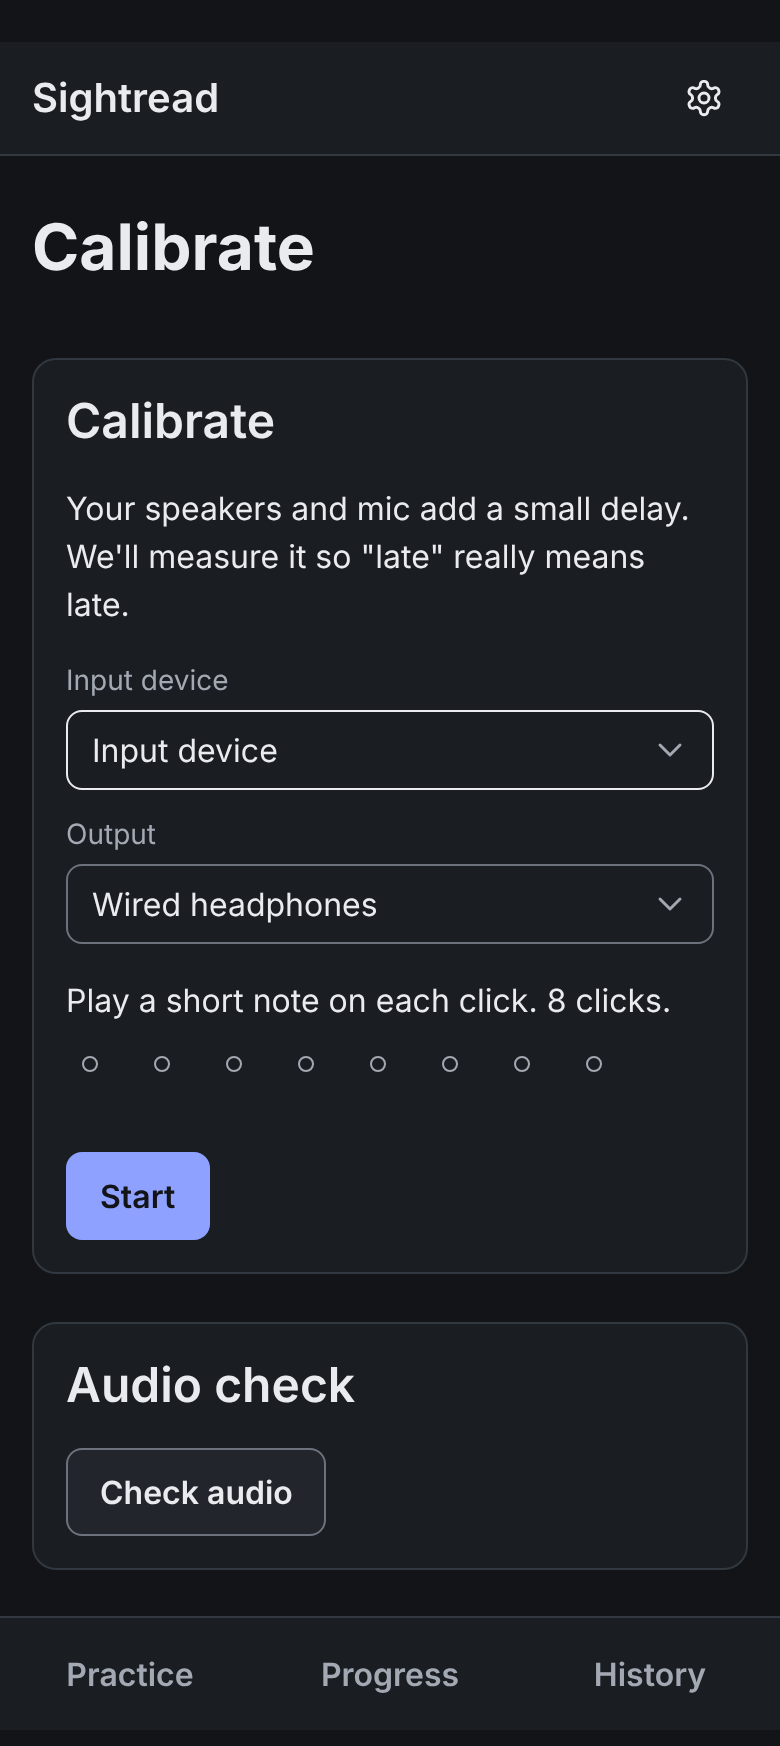 Sightread
Calibrate
Calibrate
Your speakers and mic add a small delay.
We'll measure it so "late" really means
late.
Input device
Input device
Output
Wired headphones
Play a short note on each click. 8 clicks.
Start
Audio check
Check audio
Practice Progress History